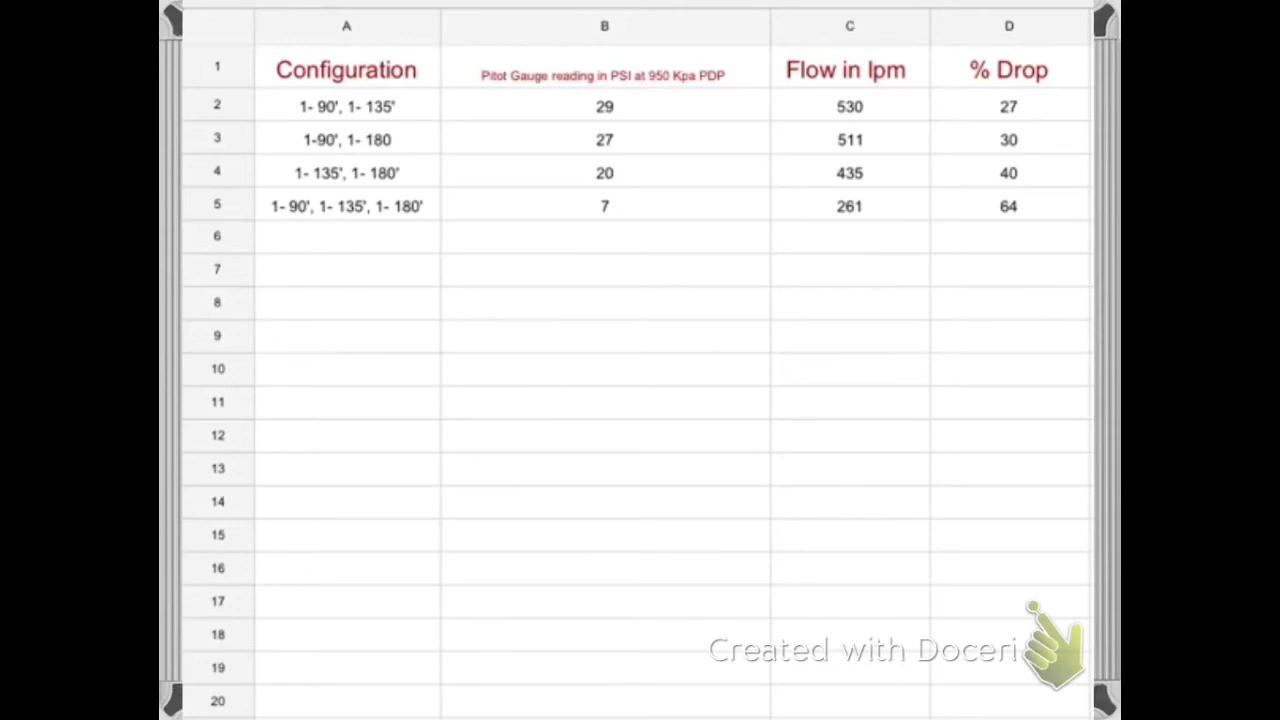 A B C D
1 Configuration Pitot Gauge reading in PSI at 950 Kpa PDP Flow in lpm % Drop
2 1- 90', 1- 135' 29 530 27
3 1-90', 1- 180 27 511 30
4 1- 135', 1- 180' 20 435 40
5 1- 90', 1- 135', 1- 180' 7 261 64
6
7
8
9
10
11
12
13
14
15
16
17
18
Created with Doceri
19
20